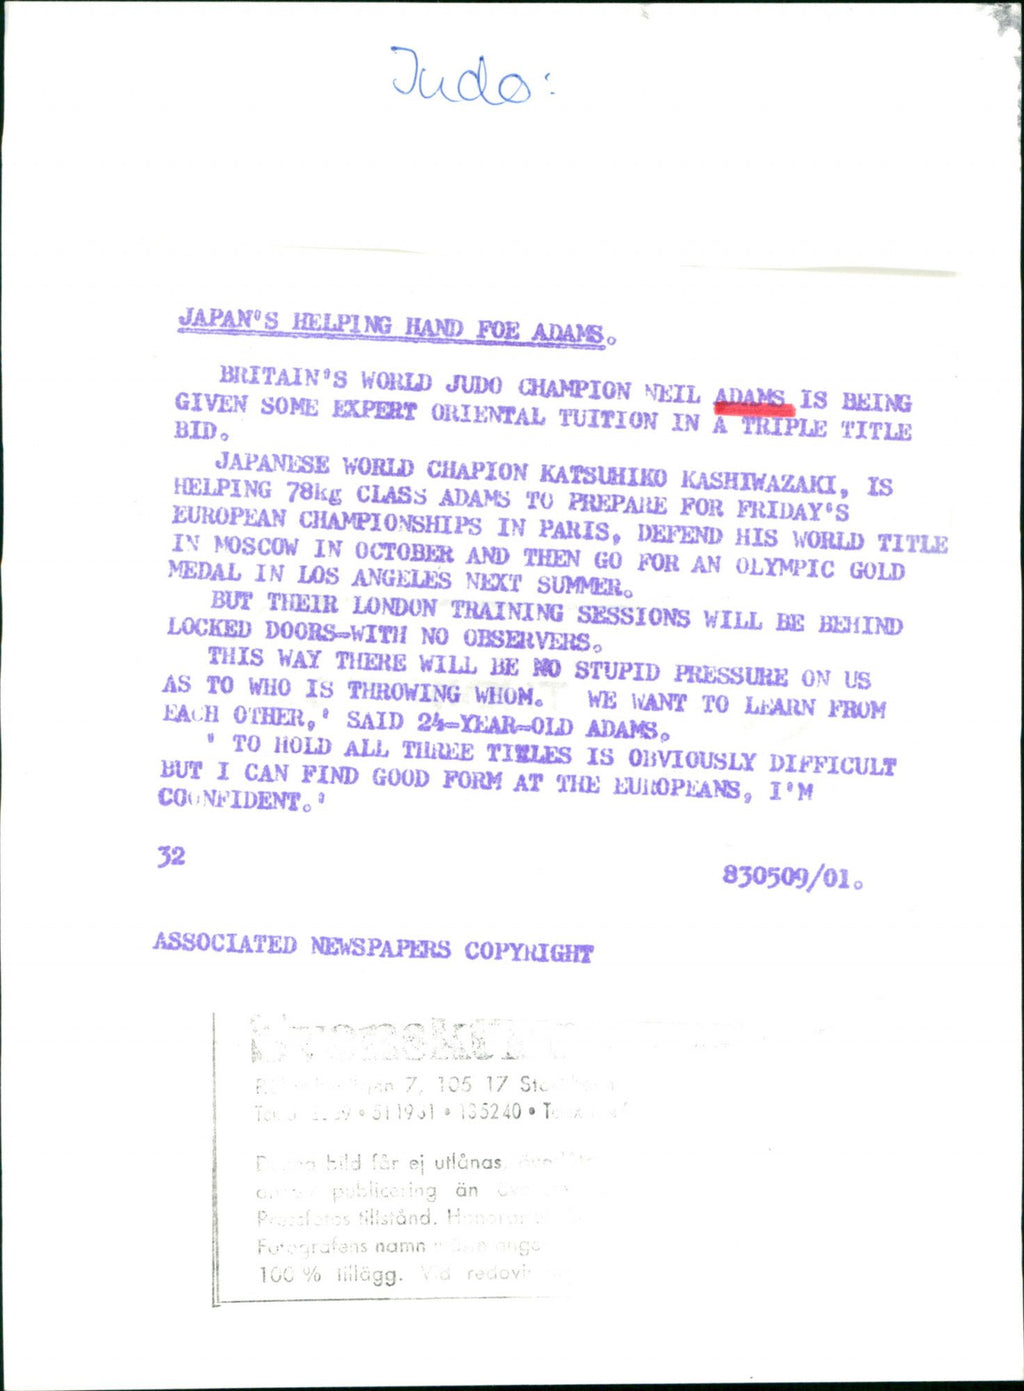 Judo:
JAPAN'S HELPING HAND FOE ADAMS.
BRITAIN'S WORLD JUDO CHAMPION NEIL ADAMS IS BEING
GIVEN SOME EXPERT ORIENTAL TUITION IN A TRIPLE TITLE
BID.
JAPANESE WORLD CHAPION KATSUHIKO KASHIWAZAKI, IS
HELPING 78kg CLASS ADAMS TO PREPARE FOR FRIDAY'S
EUROPEAN CHAMPIONSHIPS IN PARIS, DEFEND HIS WORLD TITLE
IN MOSCOW IN OCTOBER AND THEN GO FOR AN OLYMPIC GOLD
MEDAL IN LOS ANGELES NEXT SUMMER.
BUT THEIR LONDON TRAINING SESSIONS WILL BE BEHIND
LOCKED DOORS-WITH NO OBSERVERS.
THIS WAY THERE WILL BE NO STUPID PRESSURE ON US
AS TO WHO IS THROWING WHOM. WE WANT TO LEARN FROM
EACH OTHER,' SAID 24-YEAR-OLD ADAMS.
' TO HOLD ALL THREE TITLES IS OBVIOUSLY DIFFICULT
BUT I CAN FIND GOOD FORM AT THE EUROPEANS, I'M
CONFIDENT.'
32
830509/01.
ASSOCIATED NEWSPAPERS COPYRIGHT
7, 105 17
135240
bild får ej utlånas,
publicering än
tillstånd.
Fotografens namn
100 % tillägg. Vid